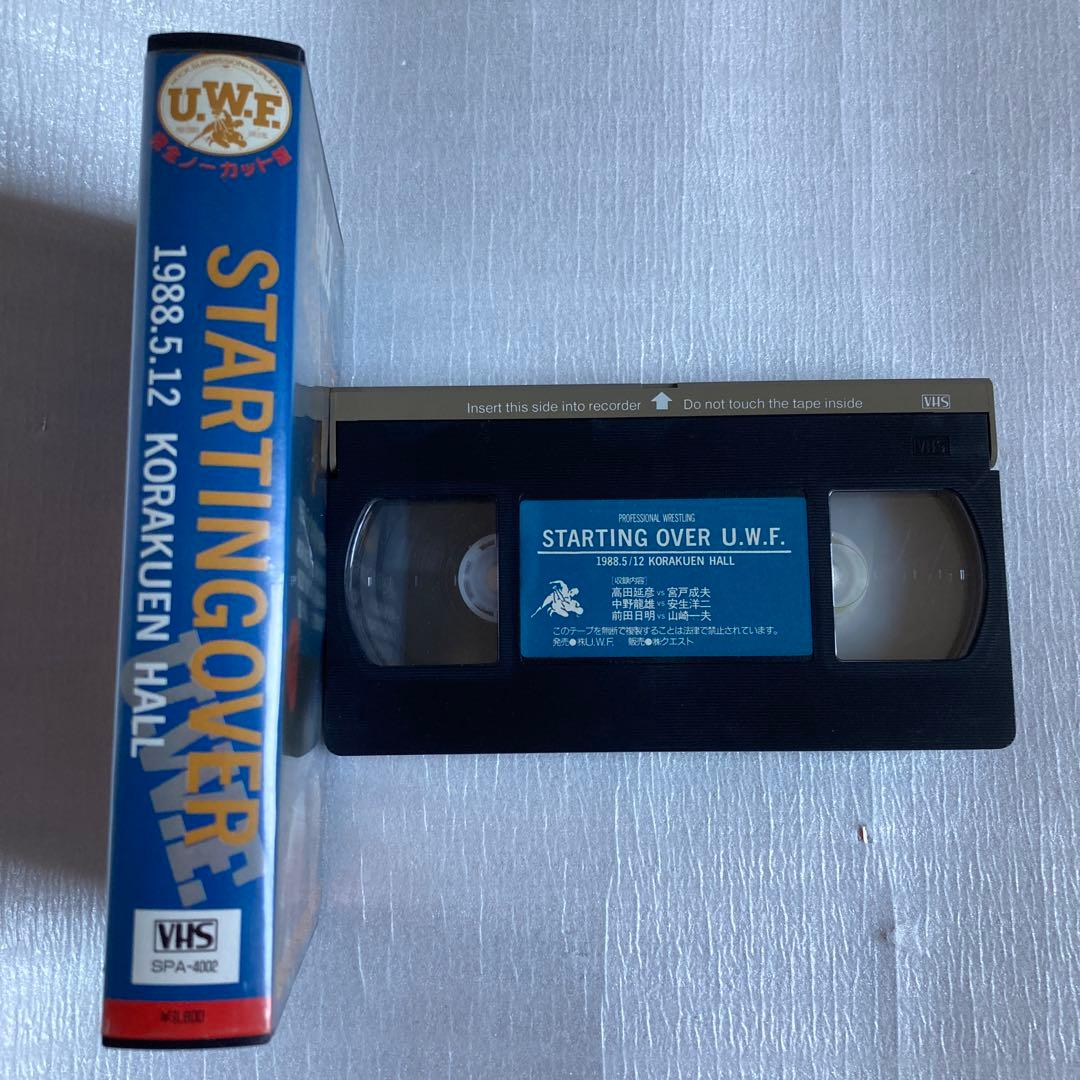 KICK, SUBMISSION & SUPLEX
U.W.F.
完全ノーカット版
STARTING OVER
U.W.F.
1988.5.12 KORAKUEN HALL
VHS
SPA-4002
Insert this side into recorder
Do not touch the tape inside
VHS
VHS
PROFESSIONAL WRESTLING
STARTING OVER U.W.F.
1988.5/12 KORAKUEN HALL
[収録内容]
高田延彦 vs 宮戸成夫
中野龍雄 vs 安生洋二
前田日明 vs 山崎一夫
このテープを無断で複製することは法律で禁止されています。
発売●㈱U.W.F. 販売●㈱クエスト